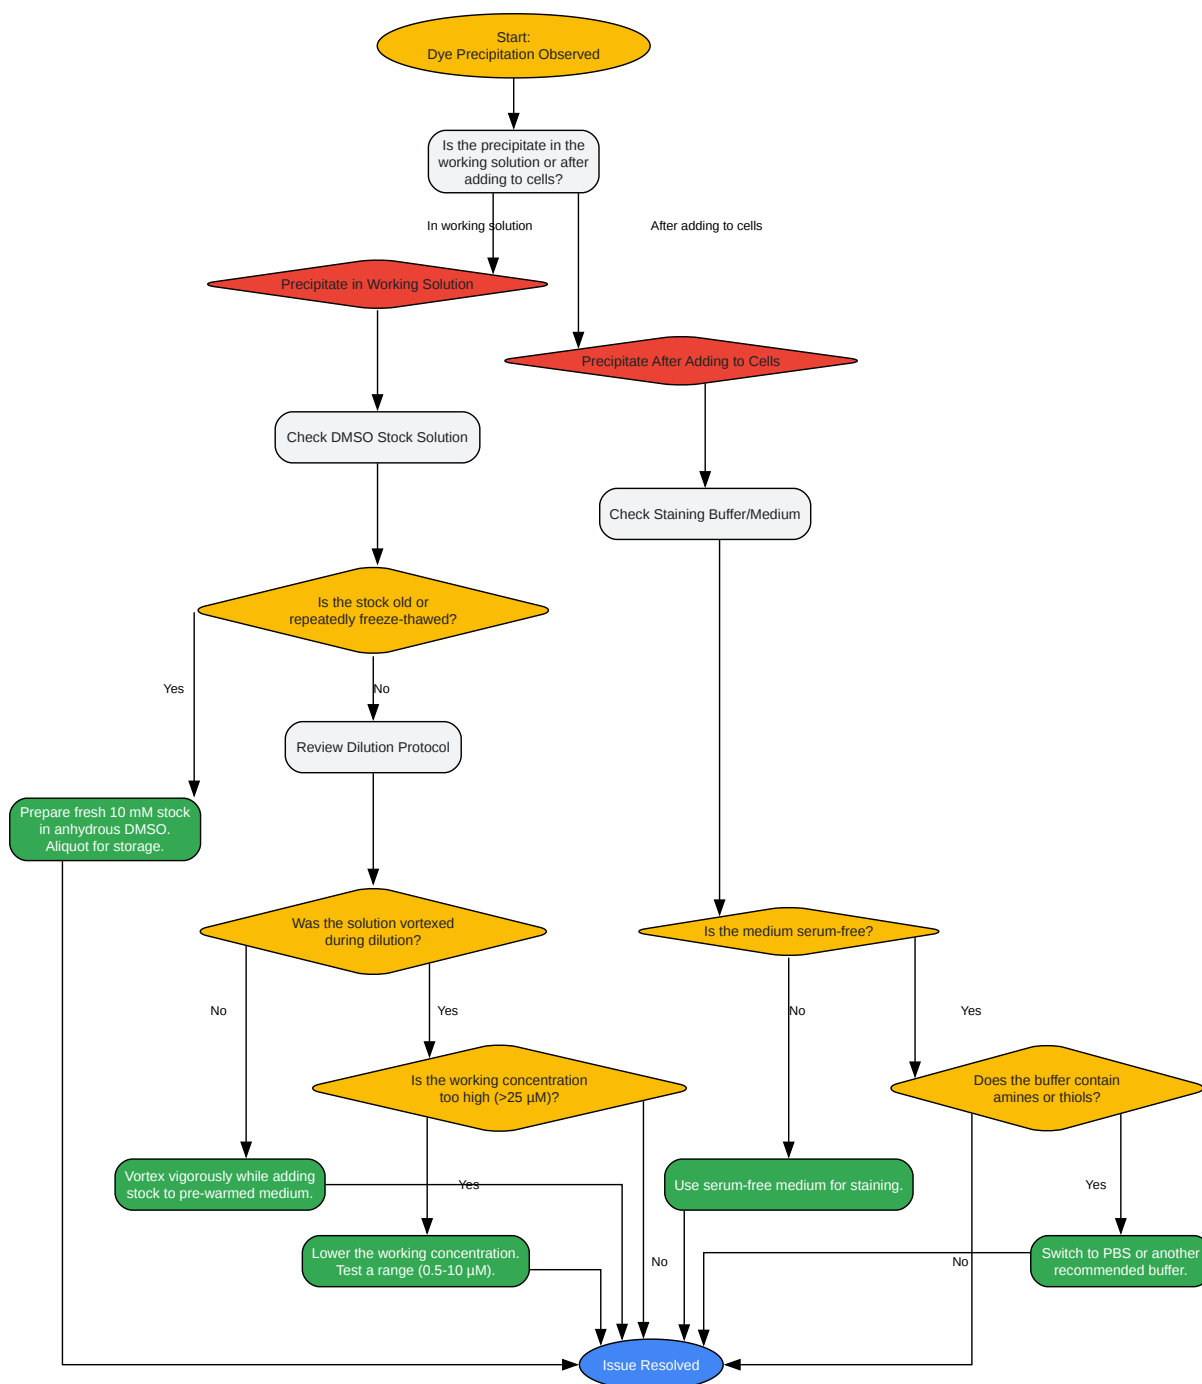 Start:
Dye Precipitation Observed
Is the precipitate in the
working solution or after
adding to cells?
In working solution
After adding to cells
Precipitate in Working Solution
Precipitate After Adding to Cells
Check DMSO Stock Solution
Check Staining Buffer/Medium
Is the stock old or
repeatedly freeze-thawed?
Yes
No
Review Dilution Protocol
Prepare fresh 10 mM stock
in anhydrous DMSO.
Aliquot for storage.
Was the solution vortexed
during dilution?
Is the medium serum-free?
No
Yes
No
Yes
Is the working concentration
too high (>25 µM)?
Does the buffer contain
amines or thiols?
Vortex vigorously while adding
stock to pre-warmed medium.
Yes
Use serum-free medium for staining.
Yes
Lower the working concentration.
Test a range (0.5-10 µM).
No
No
Switch to PBS or another
recommended buffer.
Issue Resolved